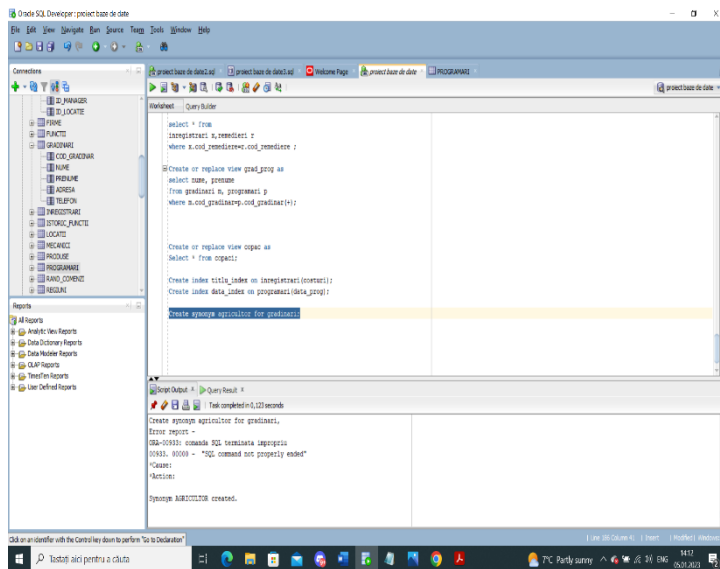 Oracle SQL Developer : proiect baze de date
File Edit View Navigate Run Source Team Tools Window Help
Connections
proiect baze de date2.sql
proiect baze de date3.sql
Welcome Page
proiect baze de date
PROGRAMARI
proiect baze de date
Worksheet Query Builder
ID_MANAGER
ID_LOCATIE
FIRME
FUNCTII
GRADINARI
COD_GRADINAR
NUME
PRENUME
ADRESA
TELEFON
INREGISTRARI
ISTORIC_FUNCTII
LOCATII
MECANICI
PRODUSE
PROGRAMARI
RAND_COMENZI
REGIUNI
Reports
All Reports
Analytic View Reports
Data Dictionary Reports
Data Modeler Reports
OLAP Reports
TimesTen Reports
User Defined Reports
select * from
where x.cod_remediere=r.cod_remediere ;
Create or replace view grad_prog as
select nume, prenume
from gradinari m, programari p
where m.cod_gradinar=p.cod_gradinar(+);
Create or replace view copac as
Select * from copaci;
Create index titlu_index on inregistrari(costuri);
Create index data_index on programari(data_prog);
Create synonym agricultor for gradinari;
Script Output Query Result
Task completed in 0,123 seconds
Create synonym agricultor for gradinari,
Error report -
ORA-00933: comanda SQL terminata impropriu
00933. 00000 - "SQL command not properly ended"
*Cause:
*Action:
Synonym AGRICULTOR created.
Click on an identifier with the Control key down to perform "Go to Declaration"
Insert
Modified
Windows
Tastați aici pentru a căuta
7°C Partly sunny
ENG
14:12
05.01.2023